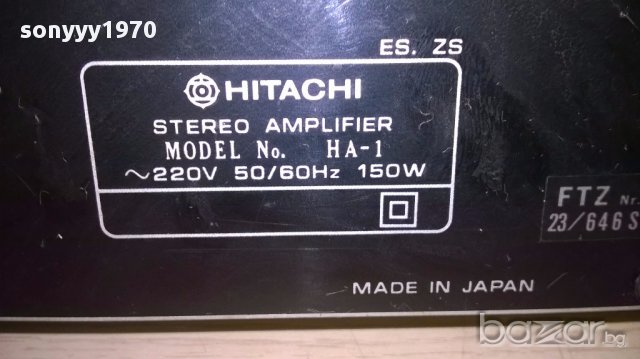 sonyyy1970
ES. ZS
HITACHI
STEREO AMPLIFIER
MODEL No. HA-1
~220V 50/60Hz 150W
FTZ Nr.
23/646 S
MADE IN JAPAN
bazar.bg